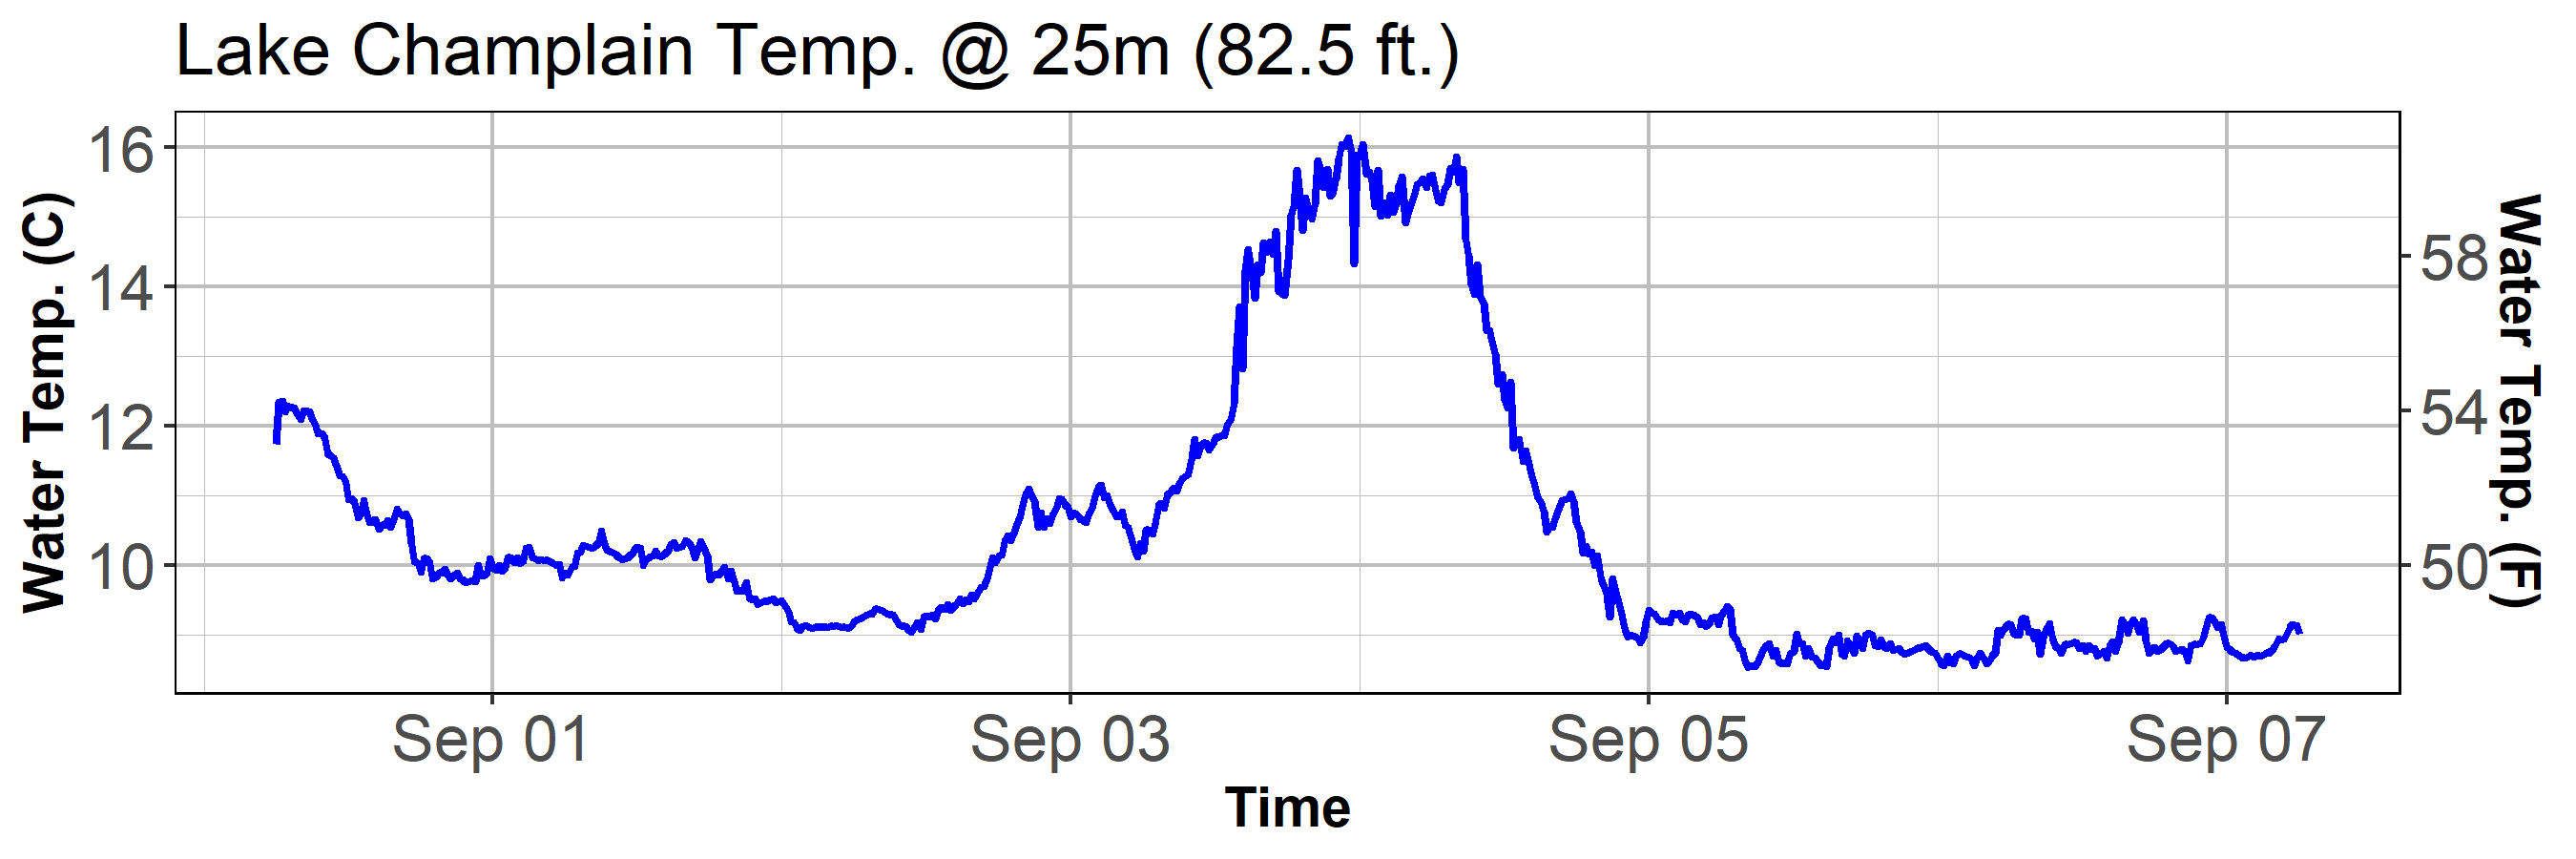 Lake Champlain Temp. @ 25m (82.5 ft.)
Water Temp. (C)
16
14
12
10
58
54
50
Water Temp. (F)
Sep 01
Sep 03
Sep 05
Sep 07
Time